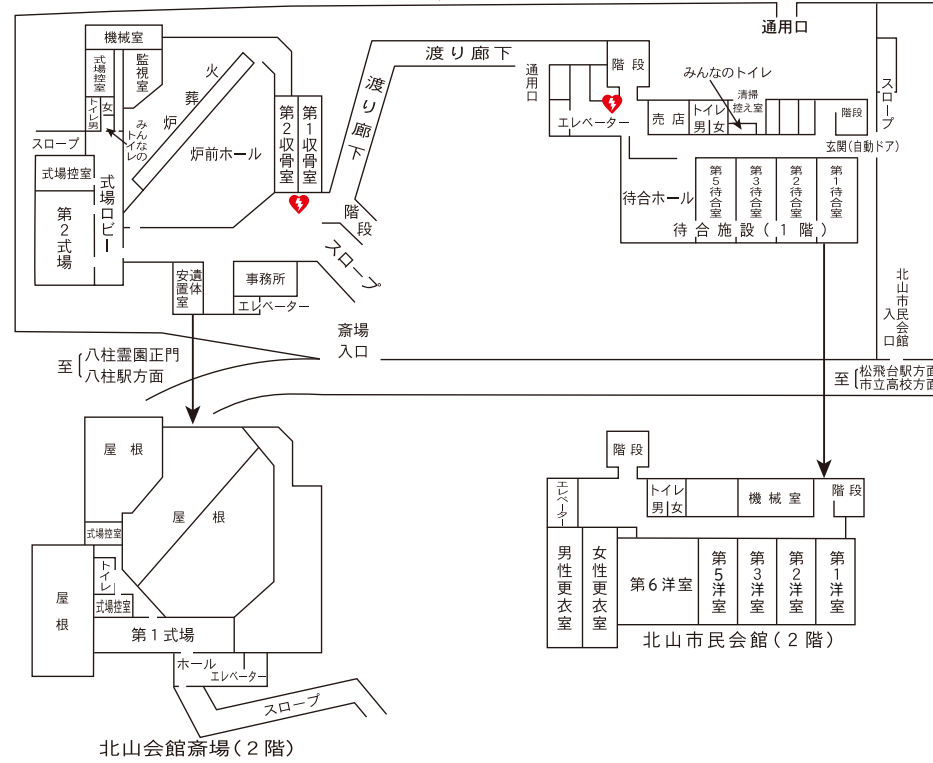 通用口
機械室
式場控室
監視室
トイレ
男
女
みんなの
トイレ
火葬炉
炉前ホール
第2収骨室
第1収骨室
スロープ
式場控室
第2式場
式場ロビー
遺体
安置室
事務所
エレベーター
渡り廊下
渡り廊下
階段
スロープ
斎場
入口
通用口
階段
エレベーター
みんなのトイレ
売店
トイレ
男
女
清掃
控え室
階段
スロープ
玄関(自動ドア)
待合ホール
第5待合室
第3待合室
第2待合室
第1待合室
待合施設(1階)
北山市民会館
入口
至
八柱霊園正門
八柱駅方面
至
松飛台駅方面
市立高校方面
屋根
屋根
式場控室
屋根
トイレ
式場控室
第1式場
ホール
エレベーター
スロープ
北山会館斎場(2階)
階段
エレベーター
トイレ
男
女
機械室
階段
男性更衣室
女性更衣室
第6洋室
第5洋室
第3洋室
第2洋室
第1洋室
北山市民会館(2階)